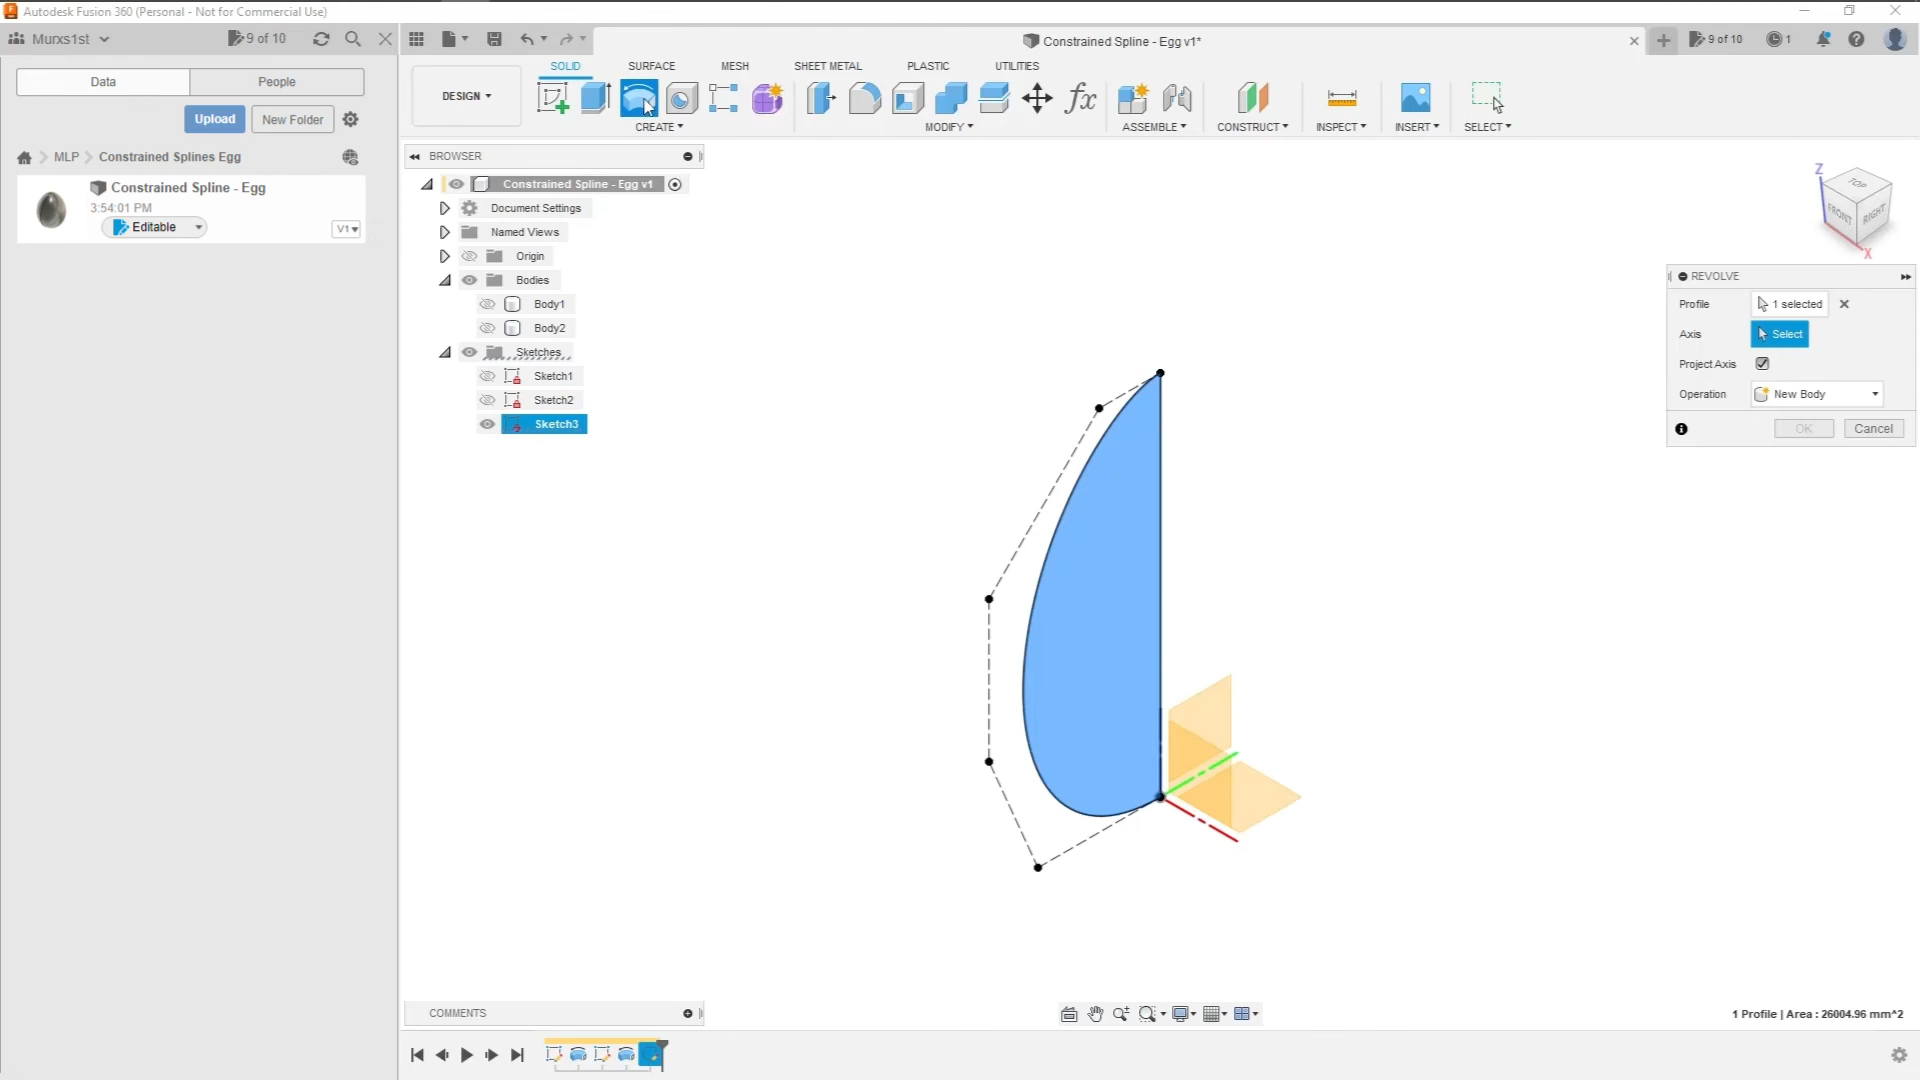 Autodesk Fusion 360 (Personal - Not for Commercial Use)
Murxs1st
9 of 10
Constrained Spline - Egg v1*
9 of 10
1
Data
People
SOLID
SURFACE
MESH
SHEET METAL
PLASTIC
UTILITIES
DESIGN
CREATE
MODIFY
fx
ASSEMBLE
CONSTRUCT
INSPECT
INSERT
SELECT
Upload
New Folder
MLP
Constrained Splines Egg
Constrained Spline - Egg
3:54:01 PM
Editable
V1
BROWSER
Constrained Spline - Egg v1
Document Settings
Named Views
Origin
Bodies
Body1
Body2
Sketches
Sketch1
Sketch2
Sketch3
Z
TOP
FRONT
RIGHT
X
REVOLVE
Profile
1 selected
Axis
Select
Project Axis
Operation
New Body
OK
Cancel
COMMENTS
1 Profile | Area : 26004.96 mm^2